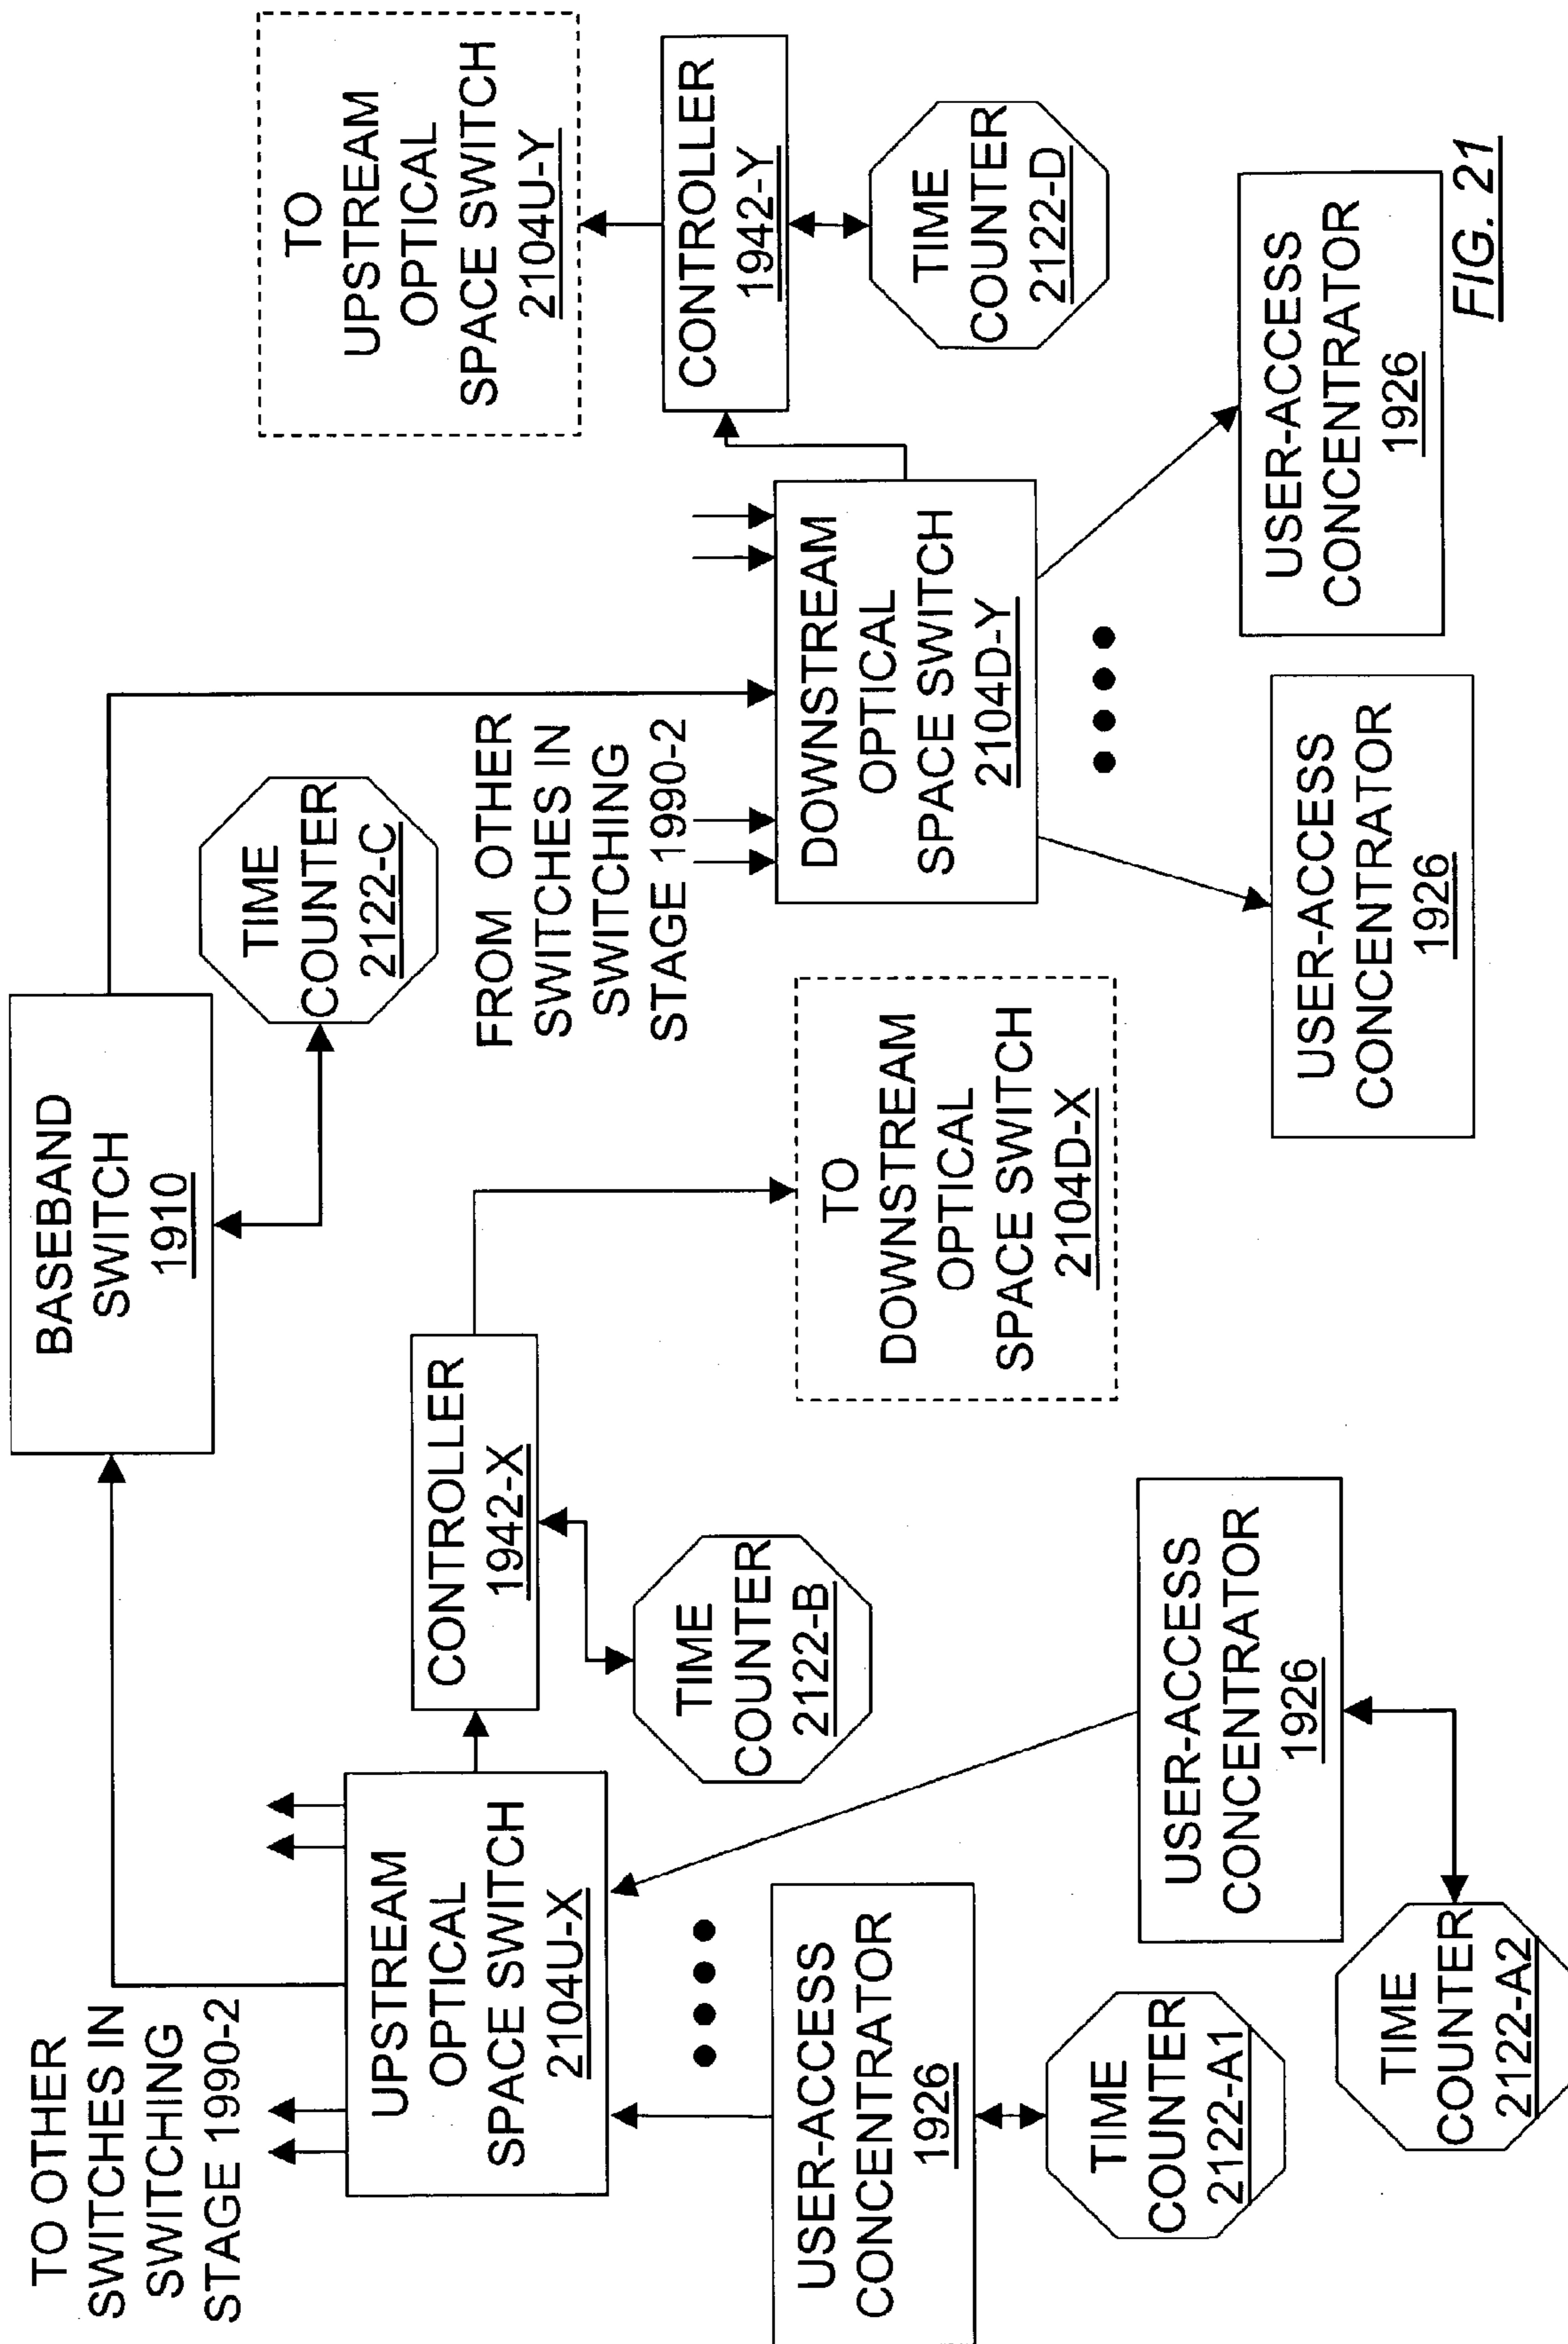 TO OTHER
SWITCHES IN
SWITCHING
STAGE 1990-2
BASEBAND
SWITCH
1910
TIME
COUNTER
2122-C
TO
UPSTREAM
OPTICAL
SPACE SWITCH
2104U-Y
UPSTREAM
OPTICAL
SPACE SWITCH
2104U-X
CONTROLLER
1942-X
FROM OTHER
SWITCHES IN
SWITCHING
STAGE 1990-2
CONTROLLER
1942-Y
TIME
COUNTER
2122-B
TO
DOWNSTREAM
OPTICAL
SPACE SWITCH
2104D-X
DOWNSTREAM
OPTICAL
SPACE SWITCH
2104D-Y
TIME
COUNTER
2122-D
USER-ACCESS
CONCENTRATOR
1926
TIME
COUNTER
2122-A1
USER-ACCESS
CONCENTRATOR
1926
TIME
COUNTER
2122-A2
USER-ACCESS
CONCENTRATOR
1926
USER-ACCESS
CONCENTRATOR
1926
FIG. 21